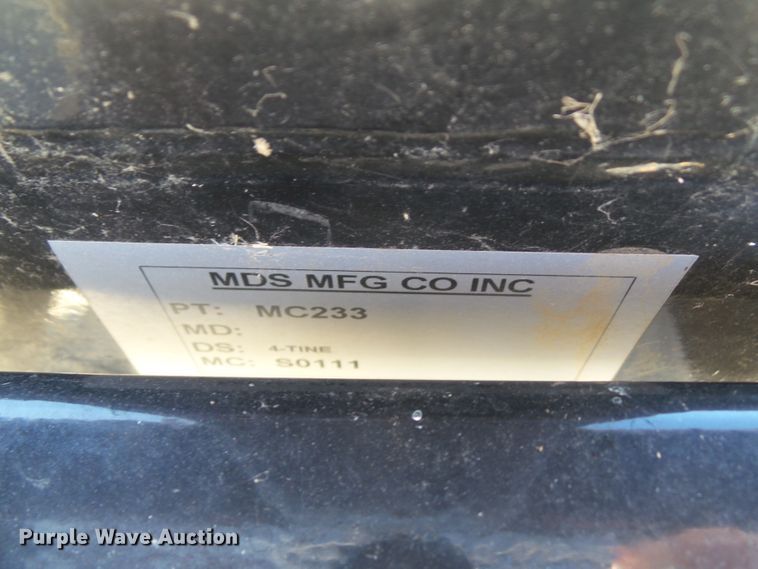 MDS MFG CO INC
PT: MC233
MD:
DS: 4-TINE
MC: S0111
Purple Wave Auction